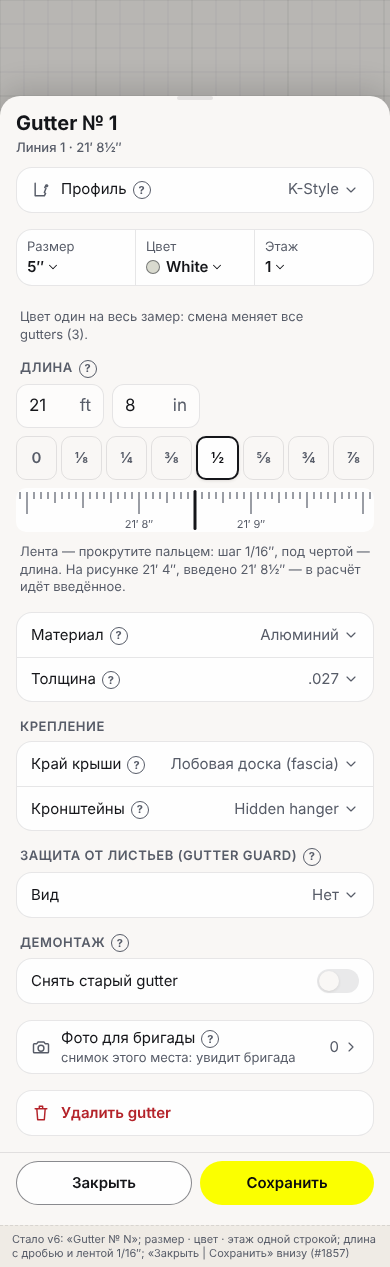 Gutter № 1
Линия 1 · 21′ 8½″
Профиль ? K-Style
Размер Цвет Этаж
5″ White 1
Цвет один на весь замер: смена меняет все
gutters (3).
ДЛИНА ?
21 ft 8 in
0 ⅛ ¼ ⅜ ½ ⅝ ¾ ⅞
21′ 8″ 21′ 9″
Лента — прокрутите пальцем: шаг 1/16″, под чертой —
длина. На рисунке 21′ 4″, введено 21′ 8½″ — в расчёт
идёт введённое.
Материал ? Алюминий
Толщина ? .027
КРЕПЛЕНИЕ
Край крыши ? Лобовая доска (fascia)
Кронштейны ? Hidden hanger
ЗАЩИТА ОТ ЛИСТЬЕВ (GUTTER GUARD) ?
Вид Нет
ДЕМОНТАЖ ?
Снять старый gutter
Фото для бригады ? 0
снимок этого места: увидит бригада
Удалить gutter
Закрыть Сохранить
Стало v6: «Gutter № N»; размер · цвет · этаж одной строкой; длина
с дробью и лентой 1/16″; «Закрыть | Сохранить» внизу (#1857)